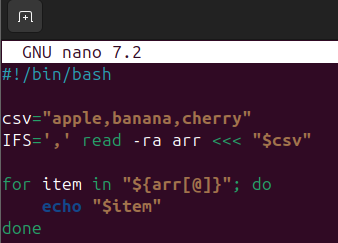 GNU nano 7.2
#!/bin/bash
csv="apple,banana,cherry"
IFS=',' read -ra arr <<< "$csv"
for item in "${arr[@]}"; do
    echo "$item"
done